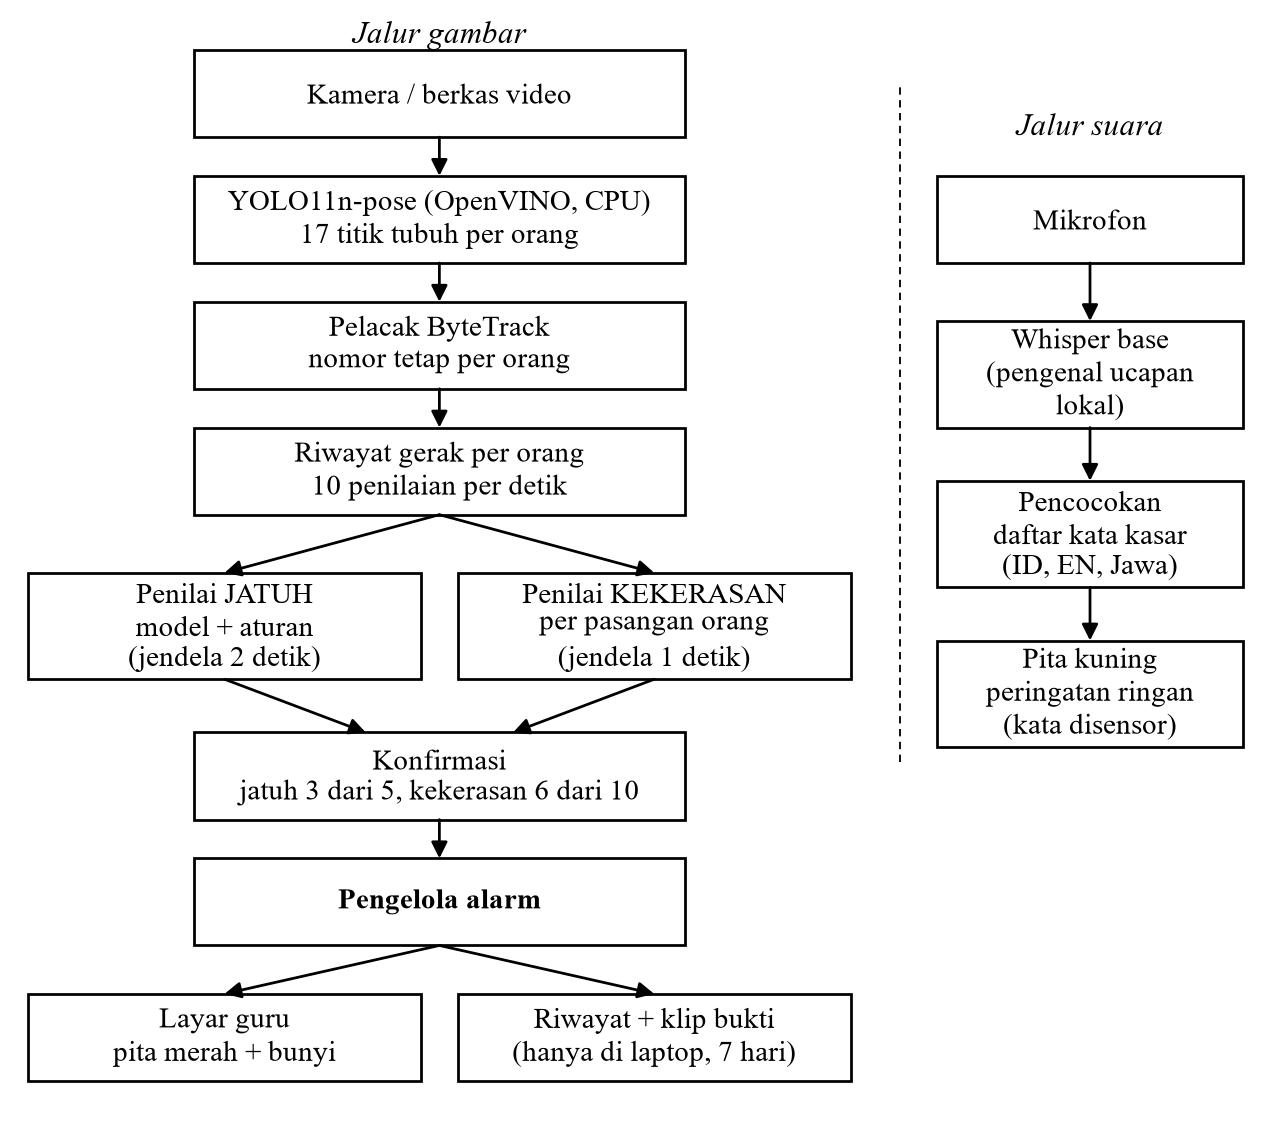 Jalur gambar
Kamera / berkas video
YOLO11n-pose (OpenVINO, CPU)
17 titik tubuh per orang
Pelacak ByteTrack
nomor tetap per orang
Riwayat gerak per orang
10 penilaian per detik
Penilai JATUH
model + aturan
(jendela 2 detik)
Penilai KEKERASAN
per pasangan orang
(jendela 1 detik)
Konfirmasi
jatuh 3 dari 5, kekerasan 6 dari 10
Pengelola alarm
Layar guru
pita merah + bunyi
Riwayat + klip bukti
(hanya di laptop, 7 hari)
Jalur suara
Mikrofon
Whisper base
(pengenal ucapan
lokal)
Pencocokan
daftar kata kasar
(ID, EN, Jawa)
Pita kuning
peringatan ringan
(kata disensor)